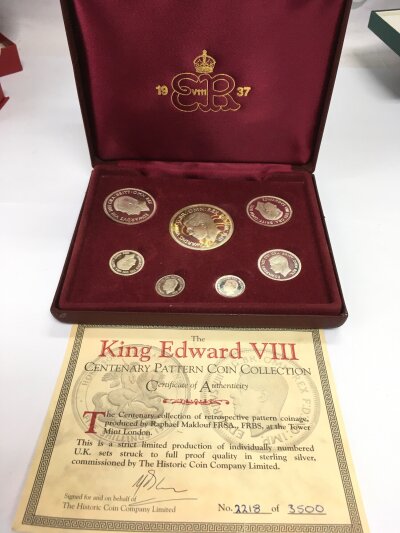 19 E VIII R 37
The
King Edward VIII
CENTENARY PATTERN COIN COLLECTION
Certificate of Authenticity
The Centenary collection of retrospective pattern coinage,
produced by Raphael Maklouf FRSA., FRBS, at the Tower
Mint London.
This is a strict limited production of individually numbered
U.K. sets struck to full proof quality in sterling silver,
commissioned by The Historic Coin Company Limited.
Signed for and on behalf of
The Historic Coin Company Limited
No. 2218 of 3500